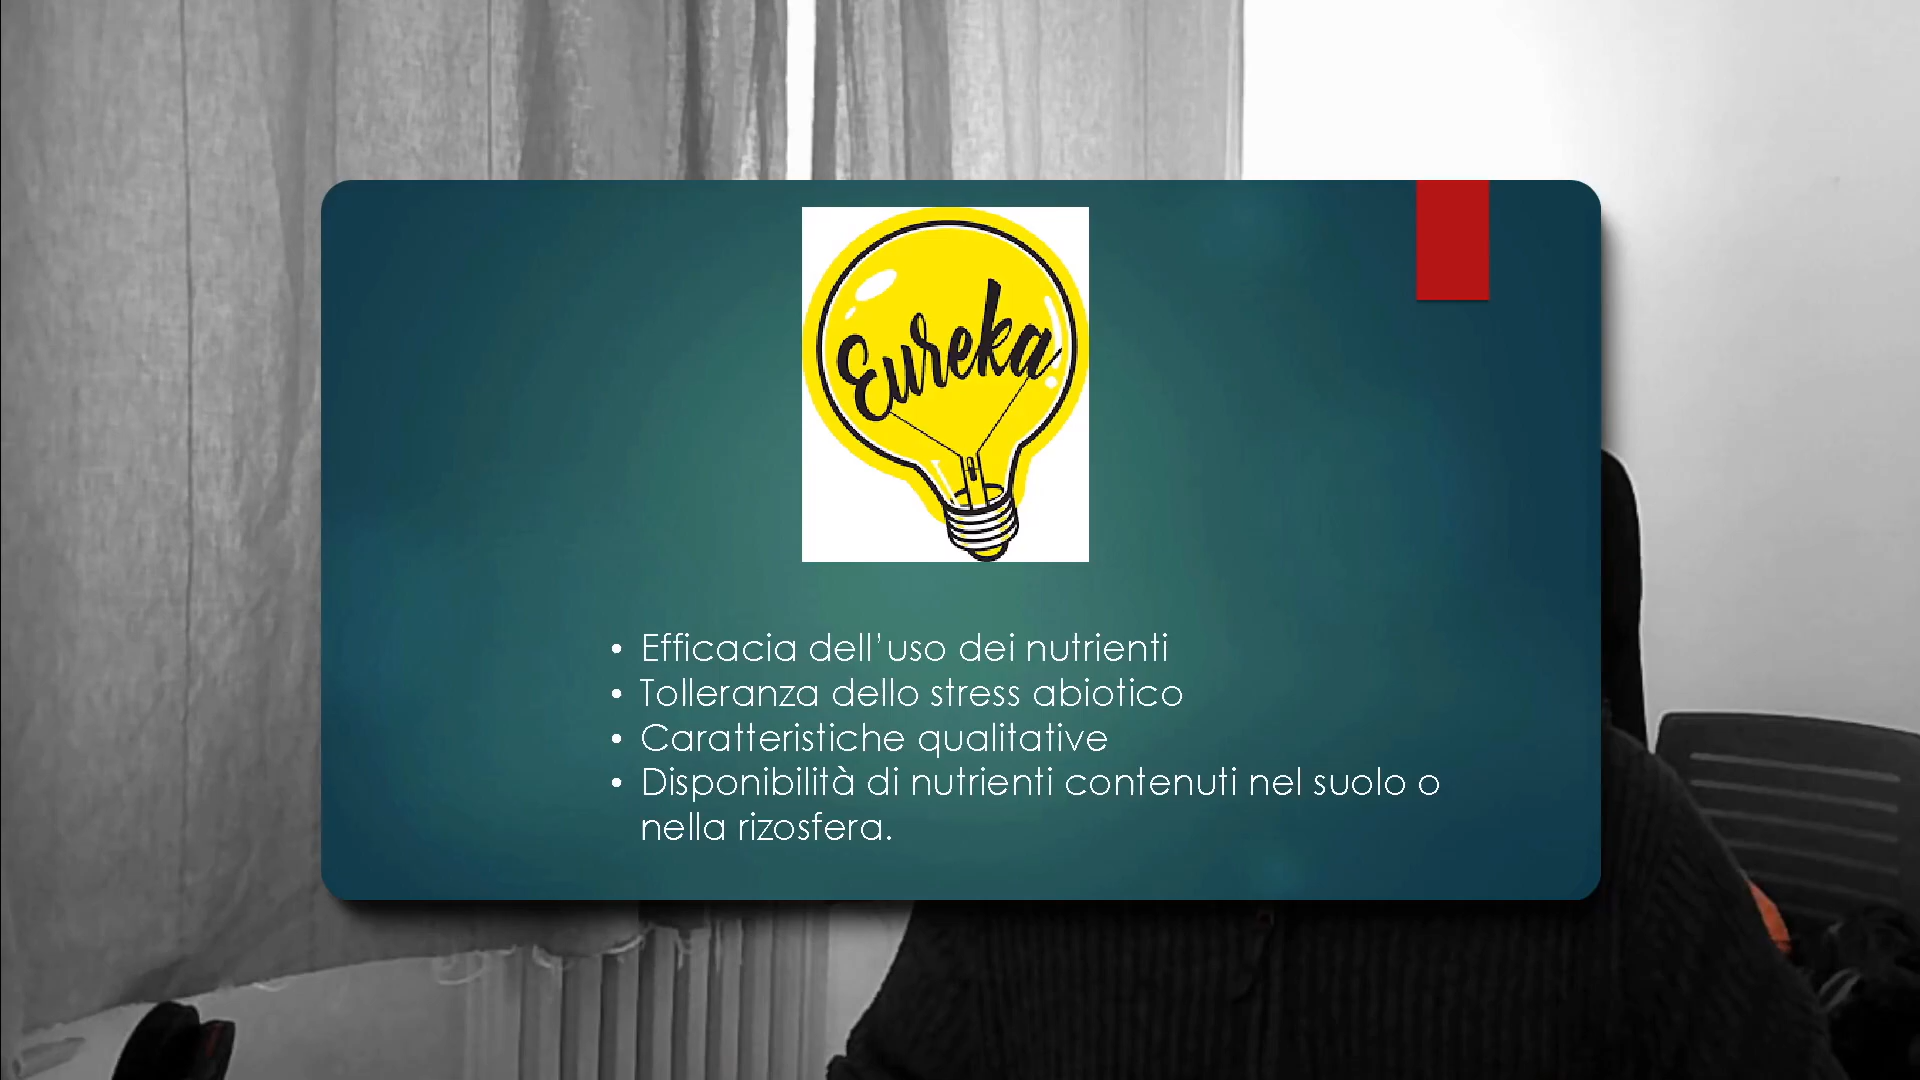 Eureka
• Efficacia dell’uso dei nutrienti
• Tolleranza dello stress abiotico
• Caratteristiche qualitative
• Disponibilità di nutrienti contenuti nel suolo o
nella rizosfera.